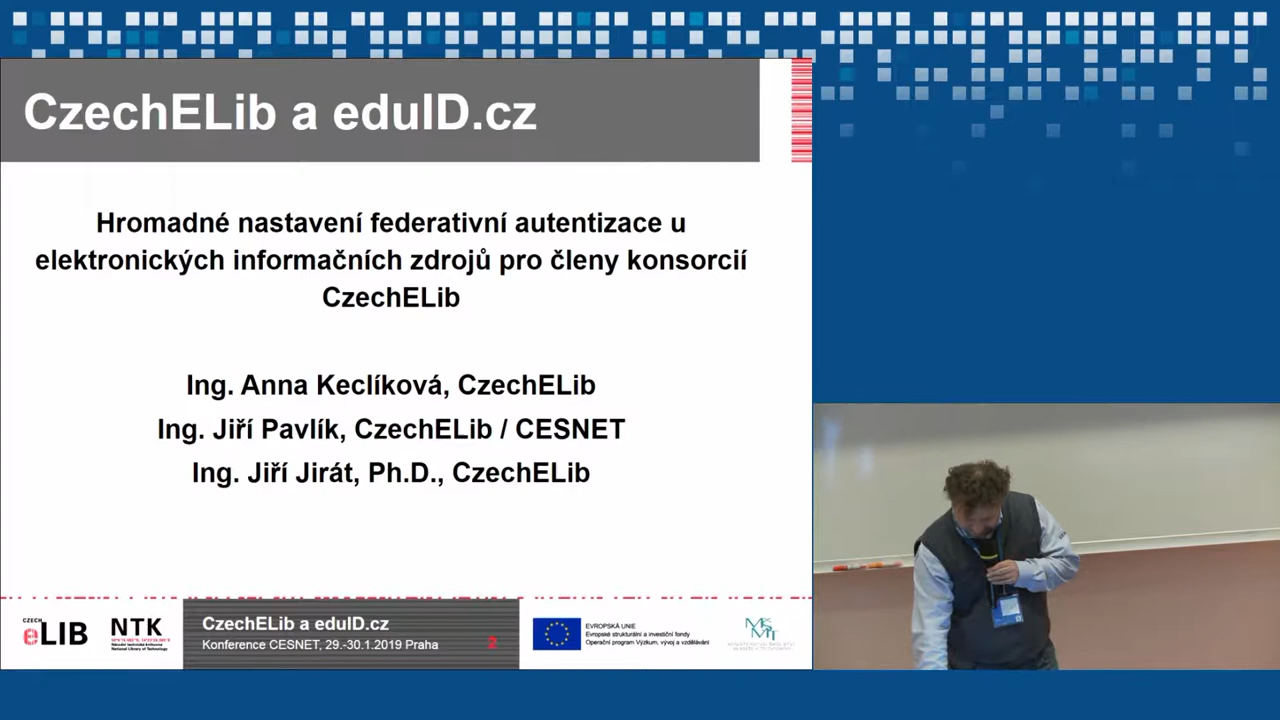 CzechELib a eduID.cz
Hromadné nastavení federativní autentizace u
elektronických informačních zdrojů pro členy konsorcií
CzechELib
Ing. Anna Keclíková, CzechELib
Ing. Jiří Pavlík, CzechELib / CESNET
Ing. Jiří Jirát, Ph.D., CzechELib
CZECH
eLIB
NTK
Národní technická knihovna
National Library of Technology
CzechELib a eduID.cz
Konference CESNET, 29.-30.1.2019 Praha
2
EVROPSKÁ UNIE
Evropské strukturální a investiční fondy
Operační program Výzkum, vývoj a vzdělávání